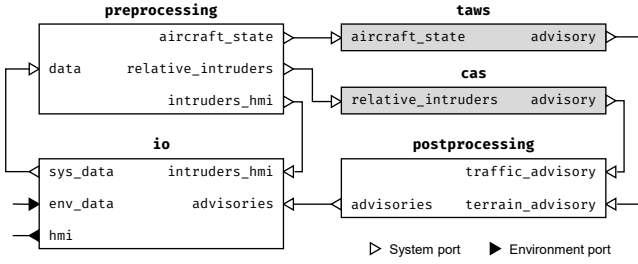 preprocessing
aircraft_state
data
relative_intruders
intruders_hmi
taws
aircraft_state advisory
cas
relative_intruders advisory
io
sys_data intruders_hmi
env_data advisories
hmi
postprocessing
traffic_advisory
advisories terrain_advisory
System port Environment port